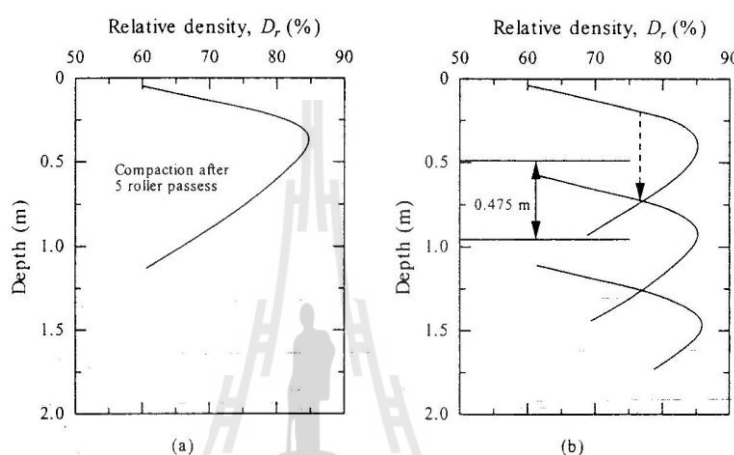 Relative density, Dr (%)
50 60 70 80 90
0
0.5
1.0
1.5
2.0
Depth (m)
Compaction after
5 roller passess
(a)
Relative density, Dr (%)
50 60 70 80 90
0
0.5
1.0
1.5
2.0
Depth (m)
0.475 m
(b)